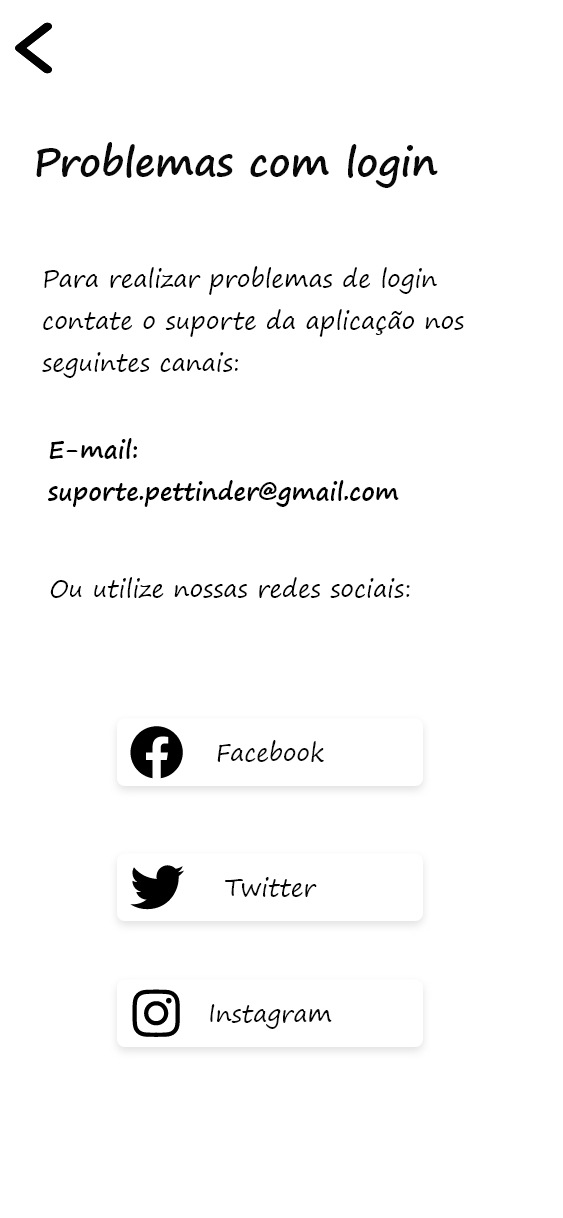 Problemas com login
Para realizar problemas de login
contate o suporte da aplicação nos
seguintes canais:
E-mail:
suporte.pettinder@gmail.com
Ou utilize nossas redes sociais:
Facebook
Twitter
Instagram